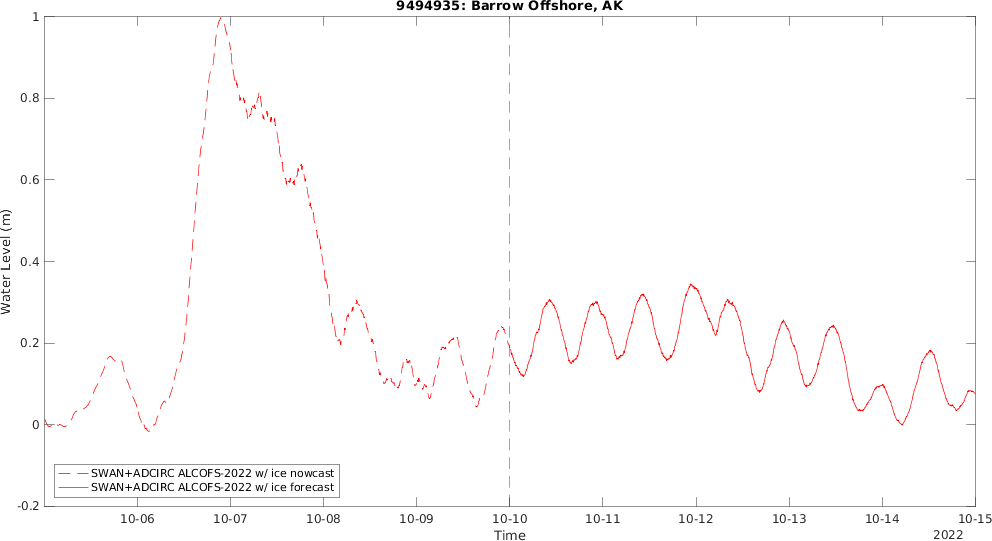 9494935: Barrow Offshore, AK
1
0.8
0.6
0.4
0.2
0
-0.2
Water Level (m)
SWAN+ADCIRC ALCOFS-2022 w/ ice nowcast
SWAN+ADCIRC ALCOFS-2022 w/ ice forecast
10-06 10-07 10-08 10-09 10-10 10-11 10-12 10-13 10-14 10-15
Time
2022